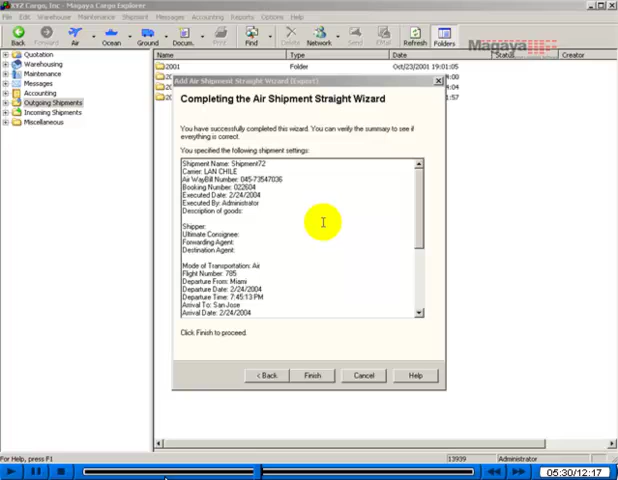 XYZ Cargo, Inc - Magaya Cargo Explorer
File Edit Warehouse Maintenance Shipment Messages Accounting Reports Options Help
Back Forward Air Ocean Ground Docum. Print Find Delete Network Send EMail Refresh Folders
Magaya
Quotation
Warehousing
Maintenance
Messages
Accounting
Outgoing Shipments
Incoming Shipments
Miscellaneous
Name Type Date Status Creator
2001 Folder Oct/23/2001 19:01:05
Add Air Shipment Straight Wizard (Export)
Completing the Air Shipment Straight Wizard
You have successfully completed this wizard. You can verify the summary to see
if everything is correct.
You specified the following shipment settings:
Shipment Name: Shipment72
Carrier: LAN CHILE
Air WayBill Number: 045-73547036
Booking Number: 022604
Executed Date: 2/24/2004
Executed By: Administrator
Description of goods:
Shipper:
Ultimate Consignee:
Forwarding Agent:
Destination Agent:
Mode of Transportation: Air
Flight Number: 785
Departure From: Miami
Departure Date: 2/24/2004
Departure Time: 7:45:13 PM
Arrival To: San Jose
Arrival Date: 2/24/2004
Click Finish to proceed.
< Back Finish Cancel Help
For Help, press F1 13939 Administrator
05:30/12:17